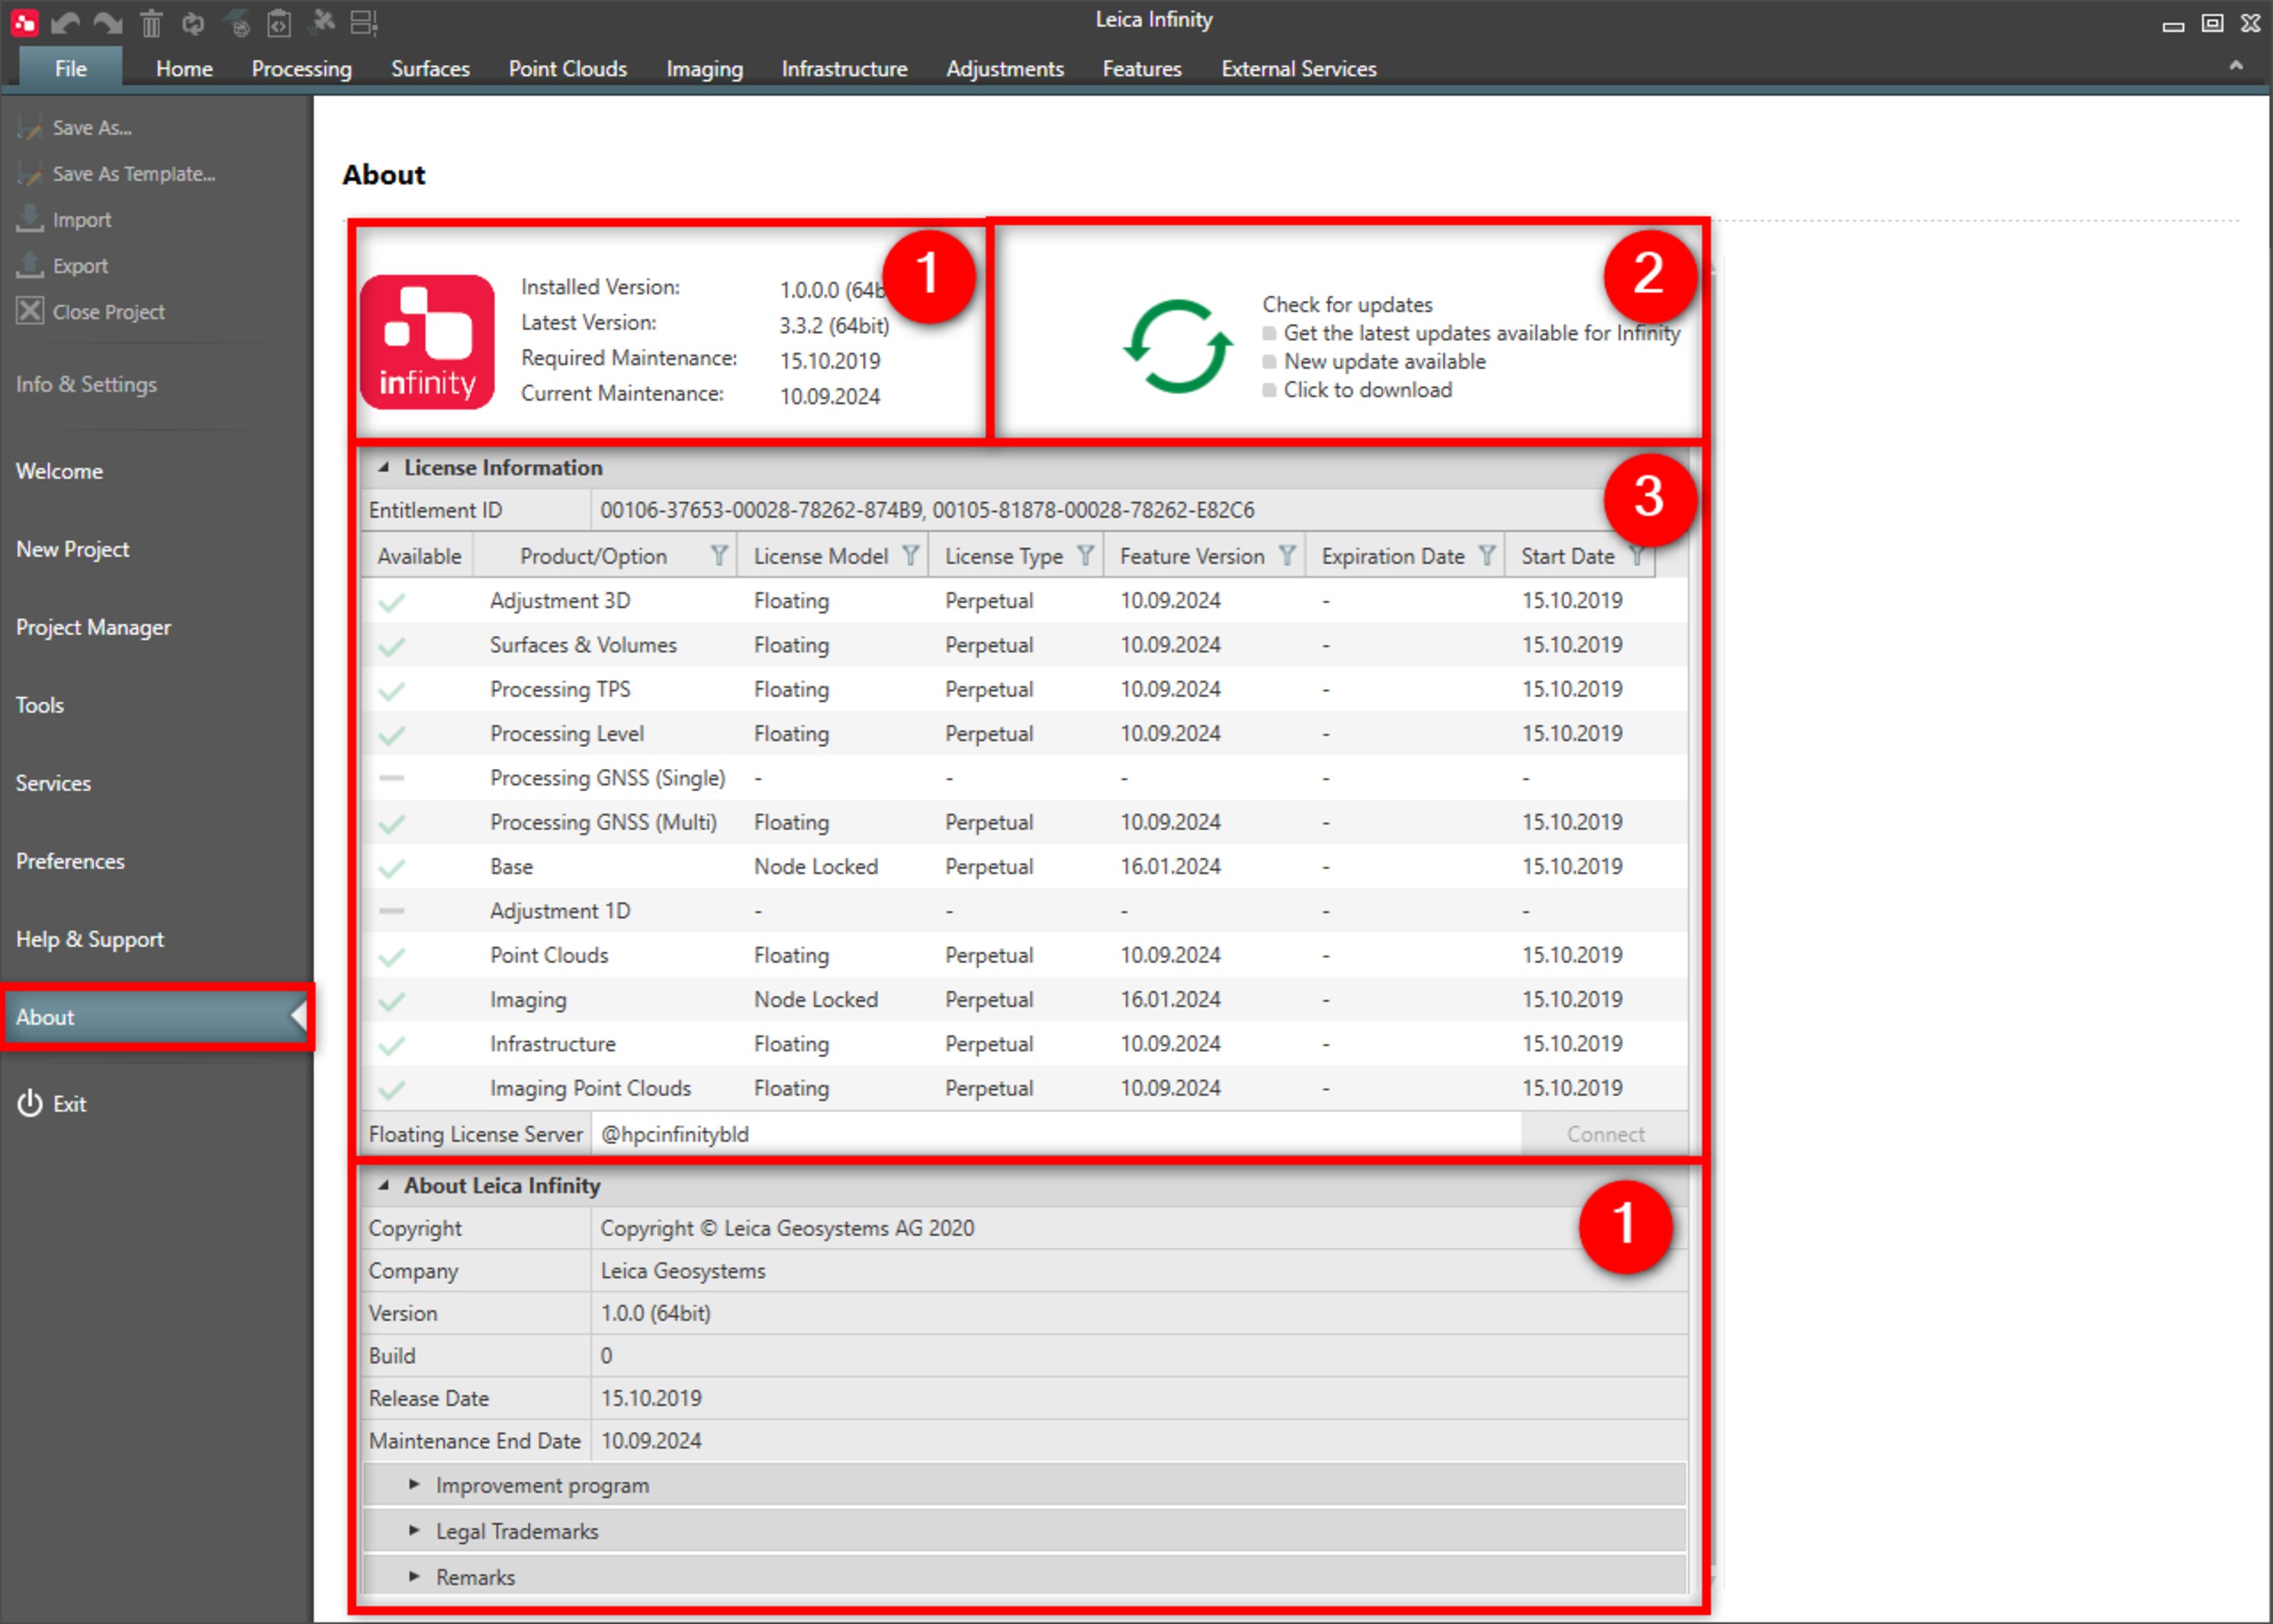 Leica Infinity
File Home Processing Surfaces Point Clouds Imaging Infrastructure Adjustments Features External Services
Save As...
Save As Template...
Import
Export
Close Project
Info & Settings
Welcome
New Project
Project Manager
Tools
Services
Preferences
Help & Support
About
Exit
About
infinity
Installed Version: 1.0.0.0 (64b
Latest Version: 3.3.2 (64bit)
Required Maintenance: 15.10.2019
Current Maintenance: 10.09.2024
1
Check for updates
Get the latest updates available for Infinity
New update available
Click to download
2
License Information
3
Entitlement ID 00106-37653-00028-78262-874B9, 00105-81878-00028-78262-E82C6
Available Product/Option License Model License Type Feature Version Expiration Date Start Date
Adjustment 3D Floating Perpetual 10.09.2024 - 15.10.2019
Surfaces & Volumes Floating Perpetual 10.09.2024 - 15.10.2019
Processing TPS Floating Perpetual 10.09.2024 - 15.10.2019
Processing Level Floating Perpetual 10.09.2024 - 15.10.2019
Processing GNSS (Single) - - - - -
Processing GNSS (Multi) Floating Perpetual 10.09.2024 - 15.10.2019
Base Node Locked Perpetual 16.01.2024 - 15.10.2019
Adjustment 1D - - - - -
Point Clouds Floating Perpetual 10.09.2024 - 15.10.2019
Imaging Node Locked Perpetual 16.01.2024 - 15.10.2019
Infrastructure Floating Perpetual 10.09.2024 - 15.10.2019
Imaging Point Clouds Floating Perpetual 10.09.2024 - 15.10.2019
Floating License Server @hpcinfinitybld Connect
About Leica Infinity
1
Copyright Copyright © Leica Geosystems AG 2020
Company Leica Geosystems
Version 1.0.0 (64bit)
Build 0
Release Date 15.10.2019
Maintenance End Date 10.09.2024
Improvement program
Legal Trademarks
Remarks